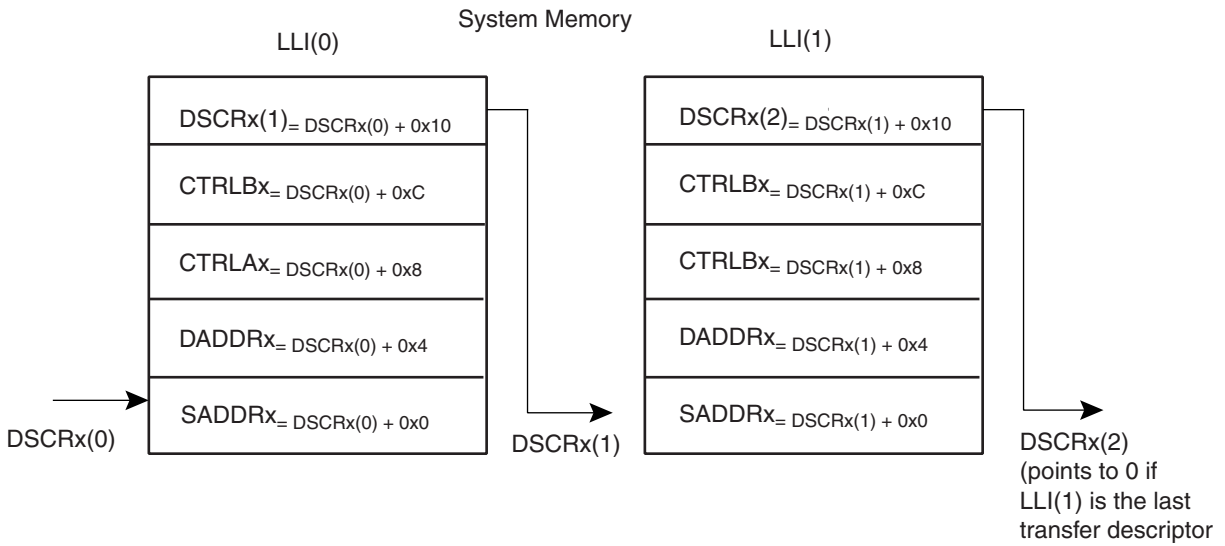 System Memory
LLI(0)
LLI(1)
DSCRx(1)= DSCRx(0) + 0x10
CTRLBx= DSCRx(0) + 0xC
CTRLAx= DSCRx(0) + 0x8
DADDRx= DSCRx(0) + 0x4
SADDRx= DSCRx(0) + 0x0
DSCRx(0)
DSCRx(1)
DSCRx(2)= DSCRx(1) + 0x10
CTRLBx= DSCRx(1) + 0xC
CTRLBx= DSCRx(1) + 0x8
DADDRx= DSCRx(1) + 0x4
SADDRx= DSCRx(1) + 0x0
DSCRx(2)
(points to 0 if
LLI(1) is the last
transfer descriptor